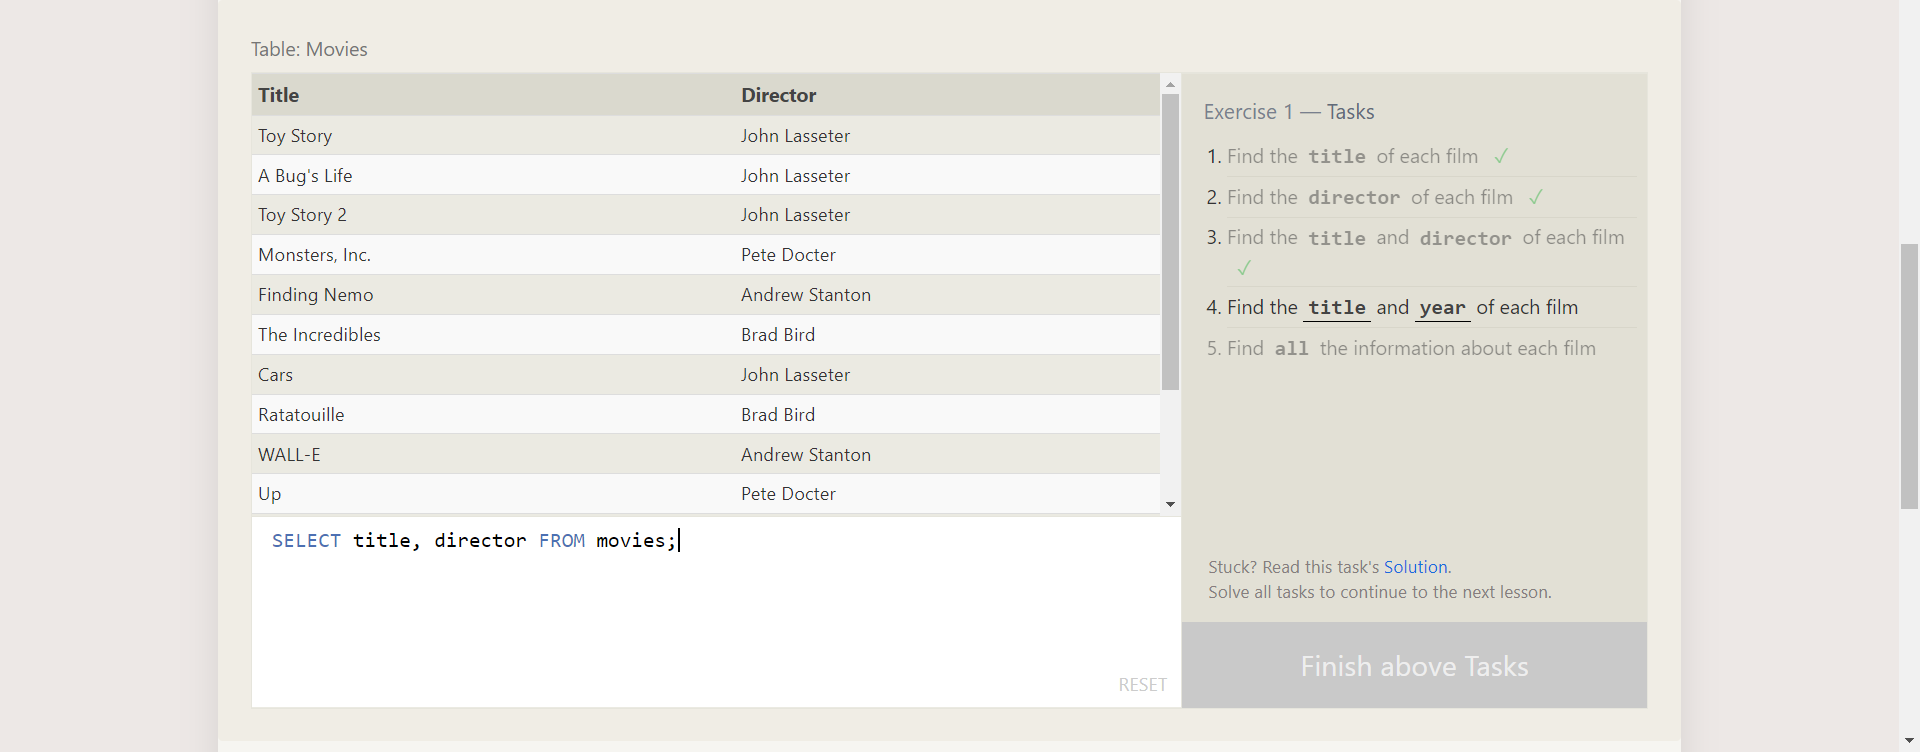 Table: Movies
Title Director
Toy Story John Lasseter
A Bug's Life John Lasseter
Toy Story 2 John Lasseter
Monsters, Inc. Pete Docter
Finding Nemo Andrew Stanton
The Incredibles Brad Bird
Cars John Lasseter
Ratatouille Brad Bird
WALL-E Andrew Stanton
Up Pete Docter
SELECT title, director FROM movies;
RESET
Exercise 1 — Tasks
1. Find the title of each film ✓
2. Find the director of each film ✓
3. Find the title and director of each film
✓
4. Find the title and year of each film
5. Find all the information about each film
Stuck? Read this task's Solution.
Solve all tasks to continue to the next lesson.
Finish above Tasks